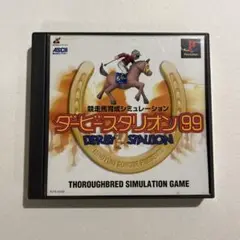 ASCII
競走馬育成シミュレーション
ダービースタリオン99
DERBY STALLION
THOROUGHBRED SIMULATION GAME